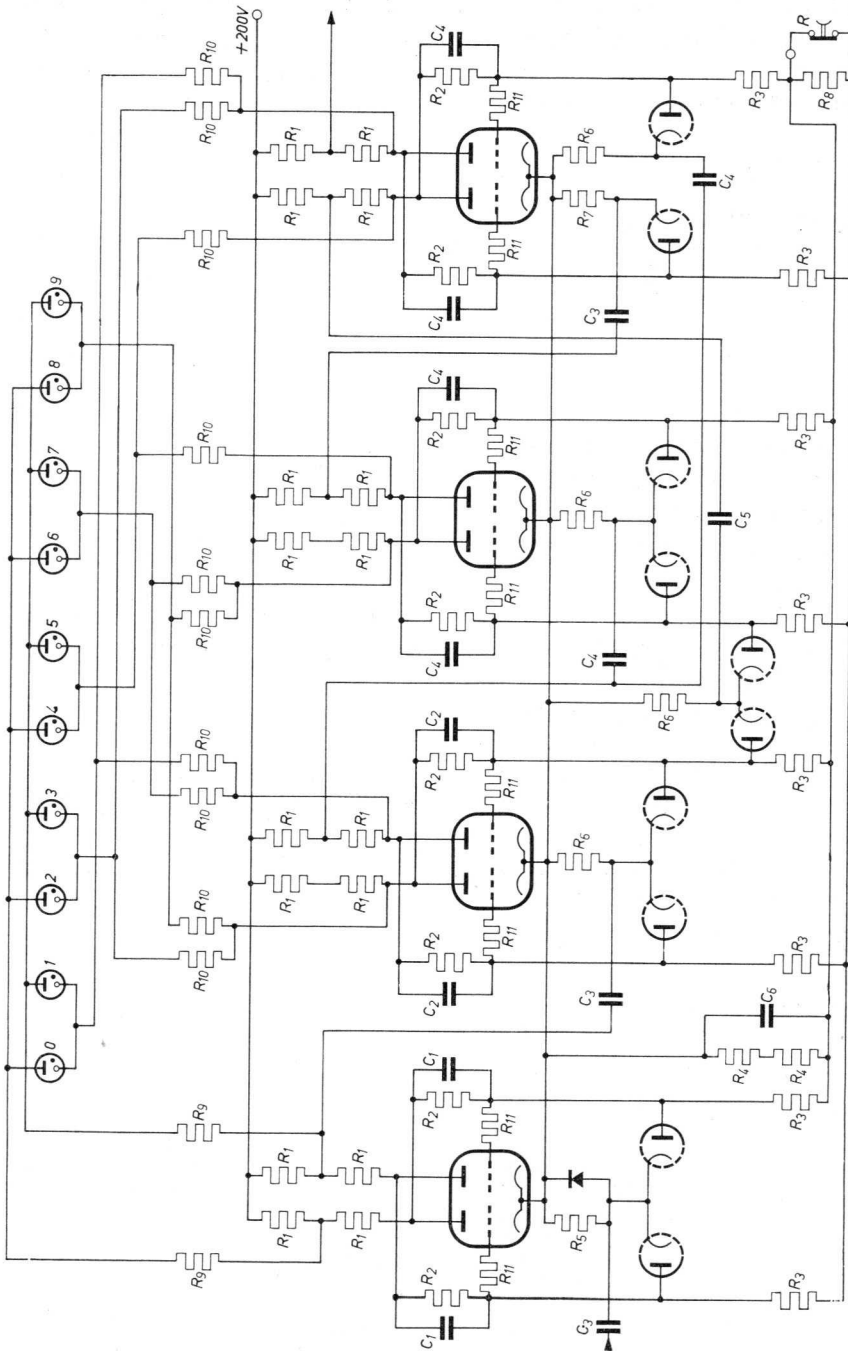 0 1 2 3 4 5 6 7 8 9
R9 R9 R10 R10 R10 R10 R10 R10 R10 R10 R10 R10
+200V
R1 R1 R1 R1 R1 R1 R1 R1
R1 R1 R1 R1 R1 R1 R1 R1
C1 R2 R2 C1 C2 R2 R2 C2 C4 R2 R2 C4 C4 R2 R2 C4
R11 R11 R11 R11 R11 R11 R11 R11
R5 R6 R6 R7 R6
C3 C3 C4 C3 C4
R6 C5
R4 C6
R4
R3 R3 R3 R3 R3 R3 R3 R3
R8 R